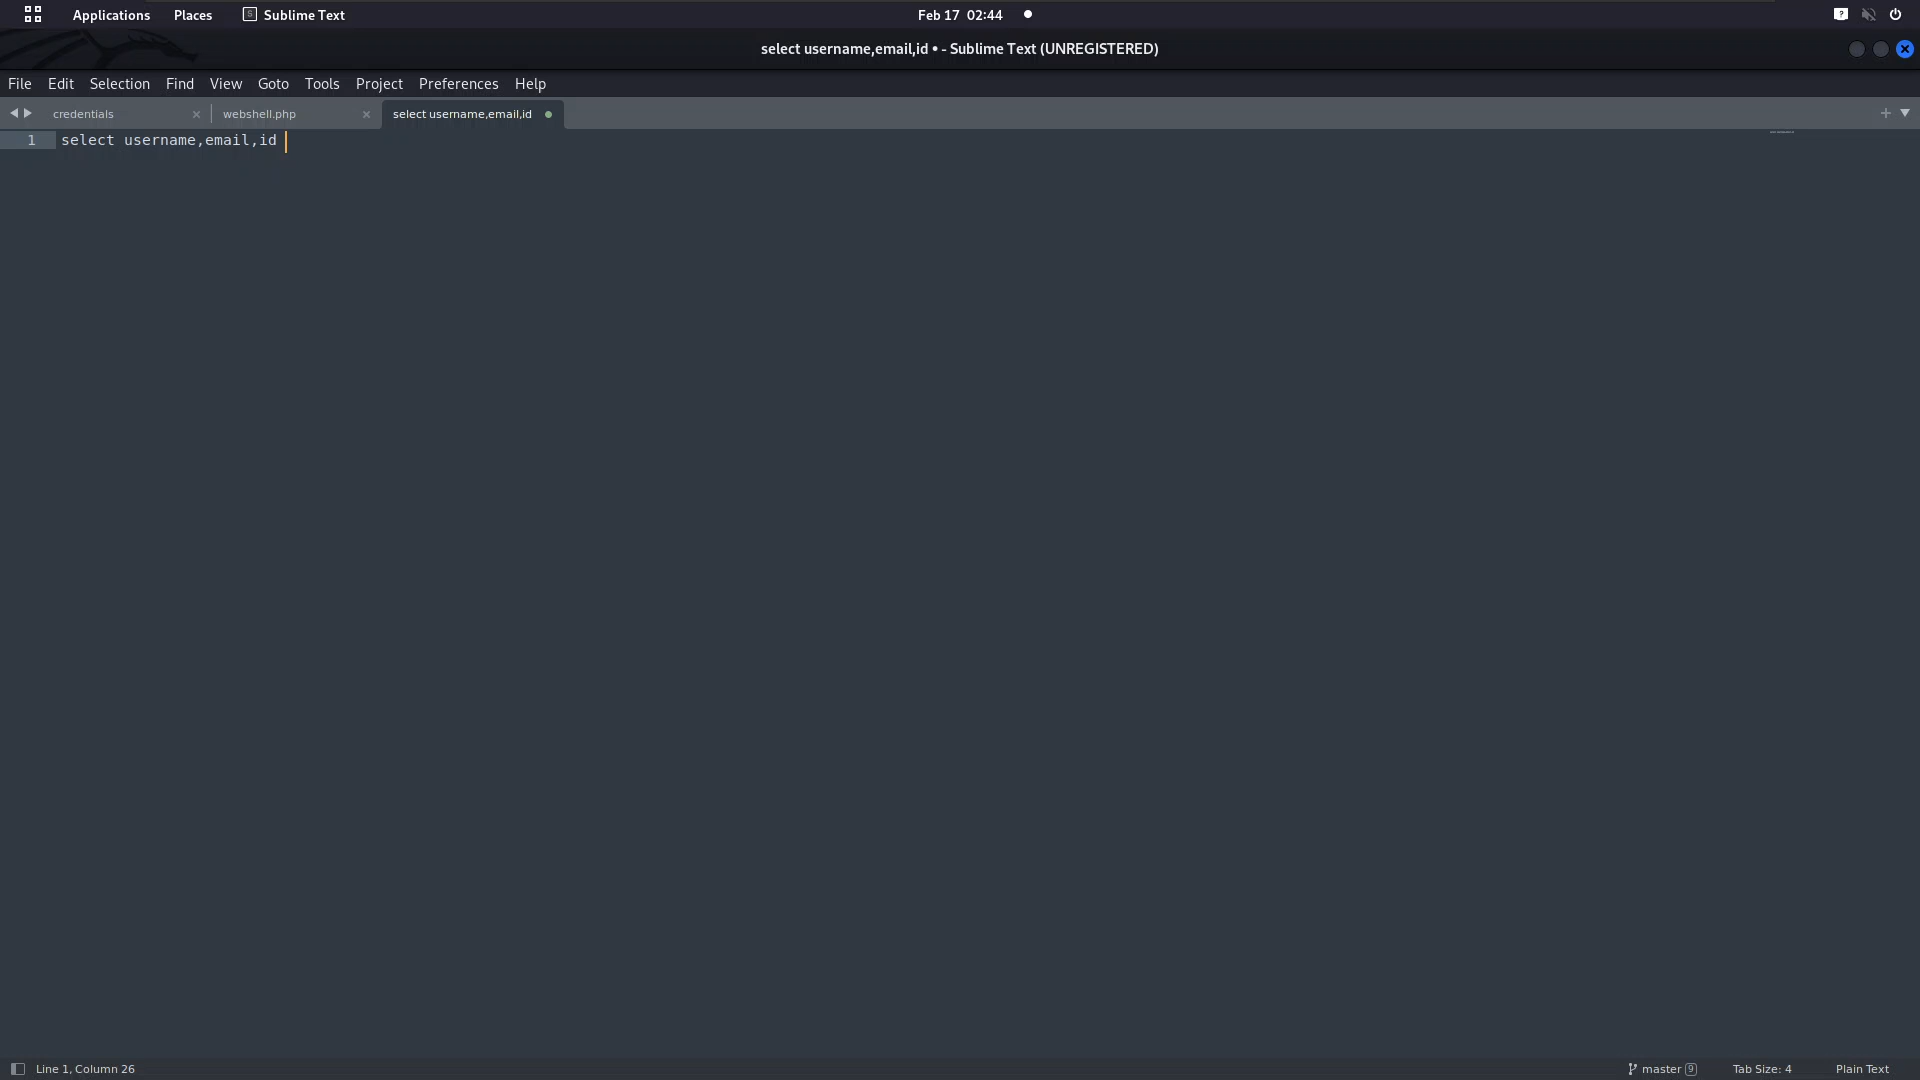 Applications Places Sublime Text Feb 17 02:44
select username,email,id • - Sublime Text (UNREGISTERED)
File Edit Selection Find View Goto Tools Project Preferences Help
credentials webshell.php select username,email,id
1 select username,email,id
Line 1, Column 26 master 9 Tab Size: 4 Plain Text